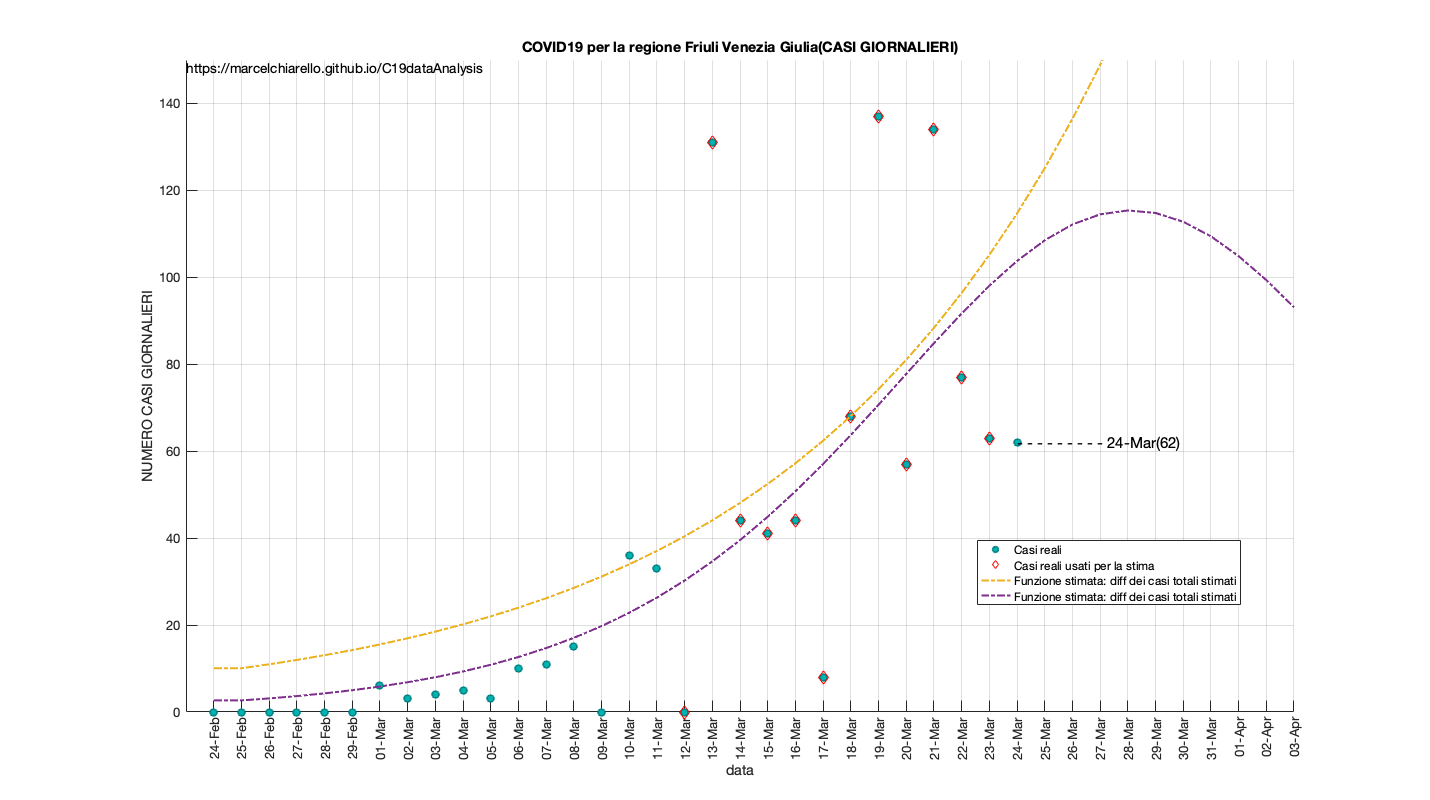 COVID19 per la regione Friuli Venezia Giulia(CASI GIORNALIERI)
https://marcelchiarello.github.io/C19dataAnalysis
NUMERO CASI GIORNALIERI
140
120
100
80
60
40
20
0
24-Mar(62)
Casi reali
Casi reali usati per la stima
Funzione stimata: diff dei casi totali stimati
Funzione stimata: diff dei casi totali stimati
24-Feb
25-Feb
26-Feb
27-Feb
28-Feb
29-Feb
01-Mar
02-Mar
03-Mar
04-Mar
05-Mar
06-Mar
07-Mar
08-Mar
09-Mar
10-Mar
11-Mar
12-Mar
13-Mar
14-Mar
15-Mar
16-Mar
17-Mar
18-Mar
19-Mar
20-Mar
21-Mar
22-Mar
23-Mar
24-Mar
25-Mar
26-Mar
27-Mar
28-Mar
29-Mar
30-Mar
31-Mar
01-Apr
02-Apr
03-Apr
data